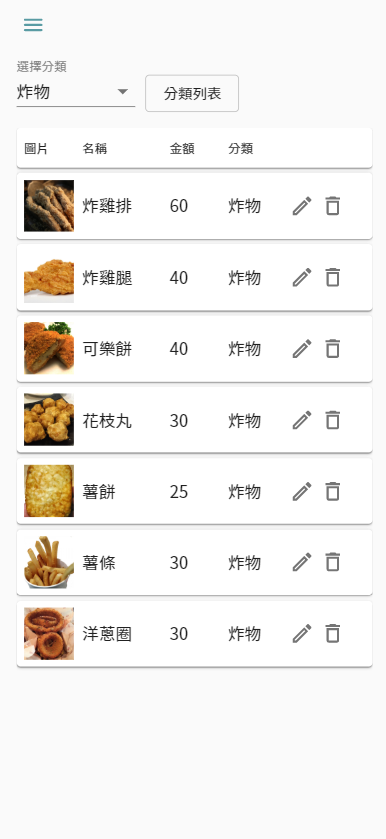 選擇分類
炸物 分類列表
圖片 名稱 金額 分類
炸雞排 60 炸物
炸雞腿 40 炸物
可樂餅 40 炸物
花枝丸 30 炸物
薯餅 25 炸物
薯條 30 炸物
洋蔥圈 30 炸物